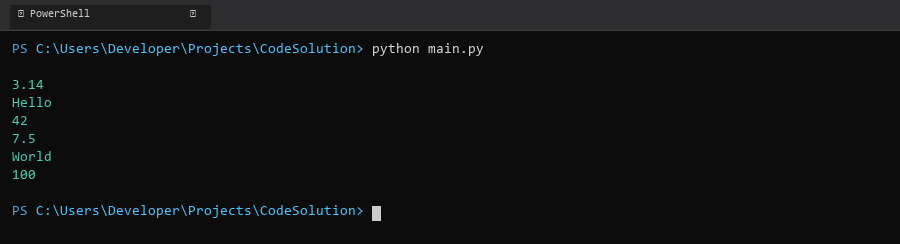 PowerShell
PS C:\Users\Developer\Projects\CodeSolution> python main.py
3.14
Hello
42
7.5
World
100
PS C:\Users\Developer\Projects\CodeSolution>